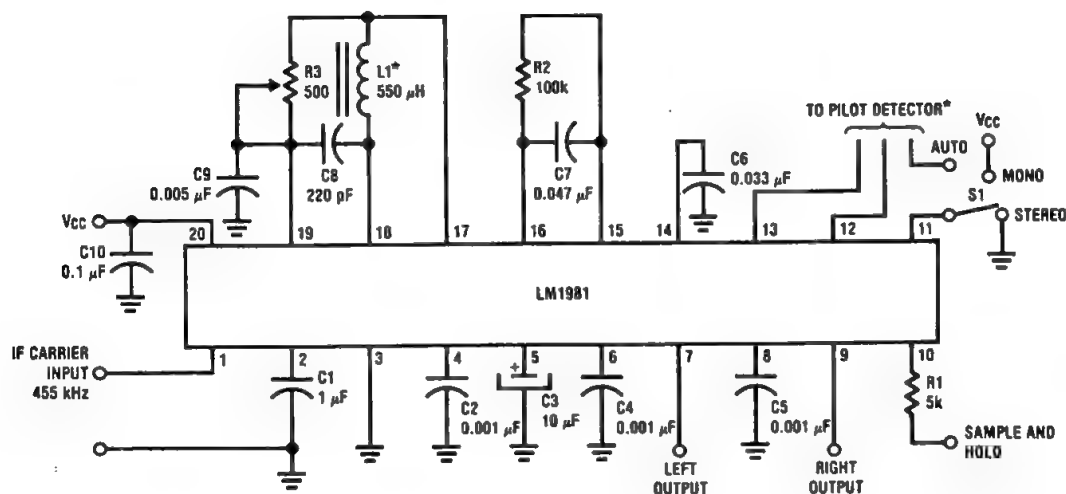 R3
500
L1*
550 μH
R2
100k
TO PILOT DETECTOR*
VCC
AUTO
MONO
C9
0.005 μF
C8
220 pF
C7
0.047 μF
C6
0.033 μF
S1
STEREO
VCC
C10
0.1 μF
20
19
18
17
16
15
14
13
12
11
LM1981
IF CARRIER
INPUT
455 kHz
1
2
3
4
5
6
7
8
9
10
C1
1 μF
C2
0.001 μF
+
C3
10 μF
C4
0.001 μF
C5
0.001 μF
R1
5k
LEFT
OUTPUT
RIGHT
OUTPUT
SAMPLE AND
HOLD